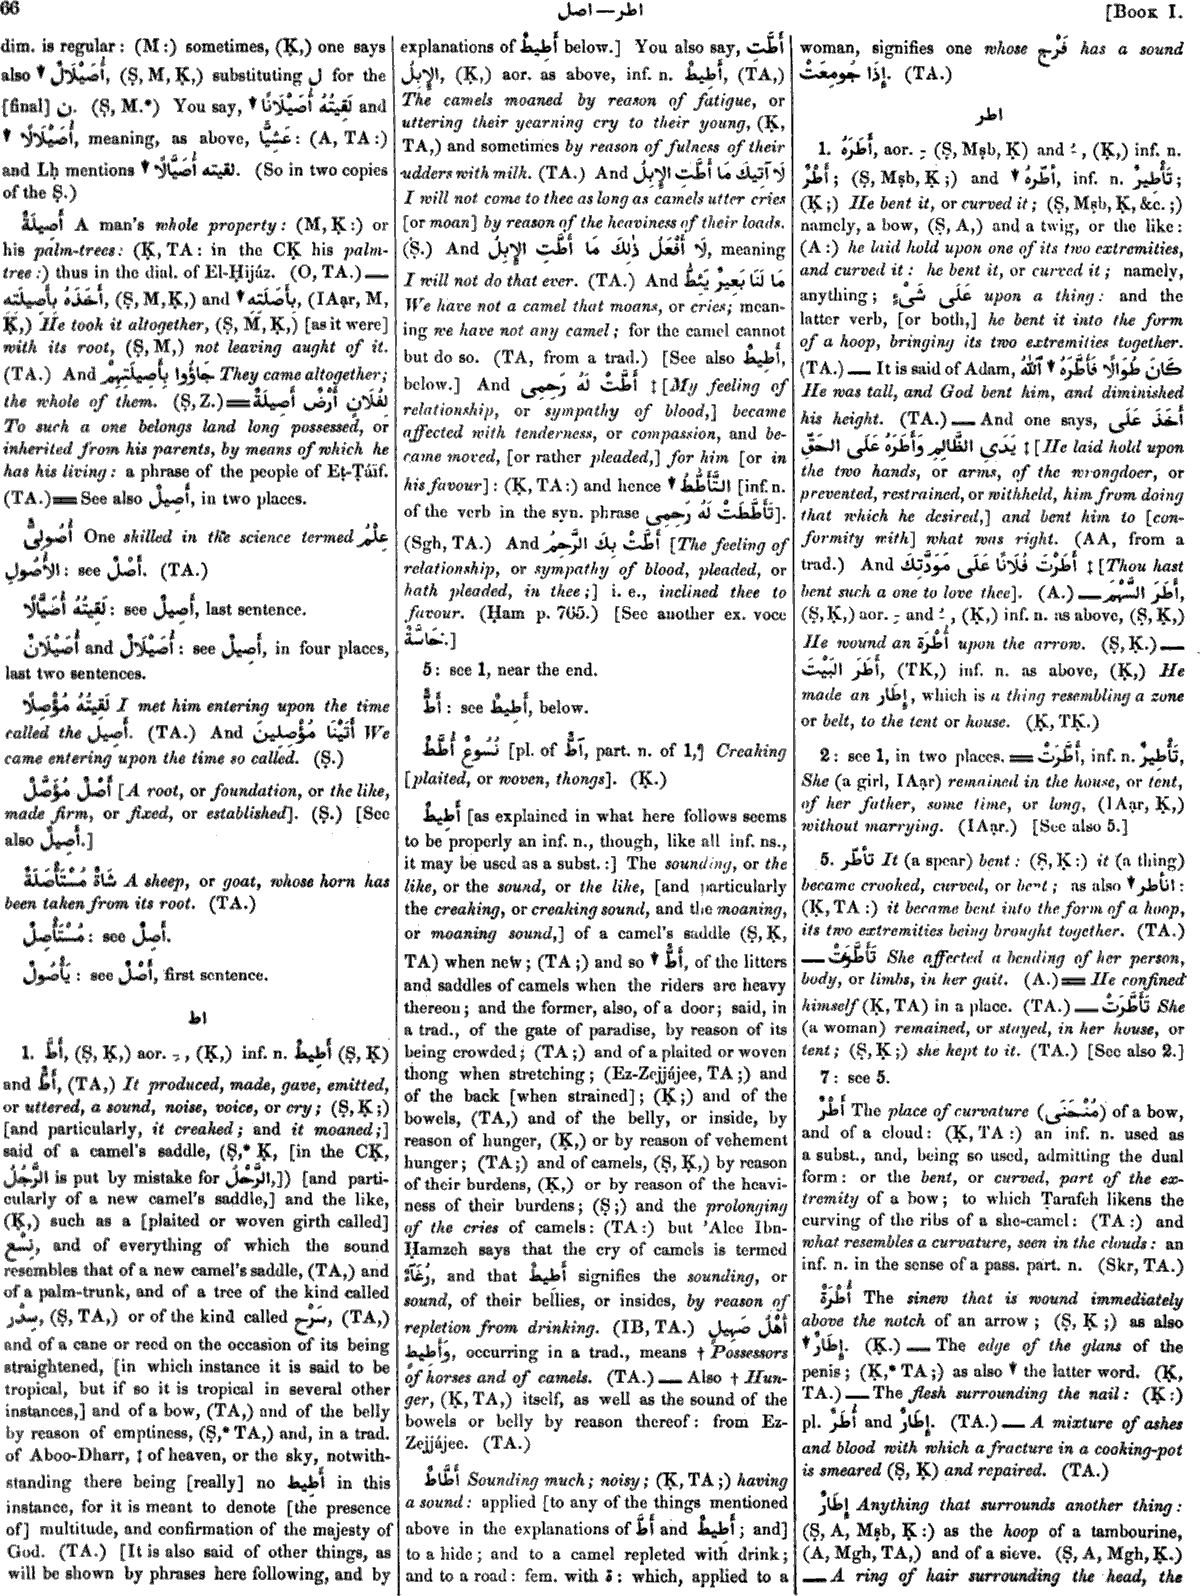 66
اطر — اصل
[Book I.
dim. is regular: (M:) sometimes, (Ḳ,) one says
also ↓ أُصَيْلَالٌ, (Ṣ, M, Ḳ,) substituting ل for the
[final] ن. (Ṣ, M.*) You say, ↓ لَقِيتُهُ أُصَيْلَانًا and
↓ أُصَيْلَالًا, meaning, as above, عَشِيًّا: (A, TA:)
and Lḥ mentions ↓ لقيته أُصَيَّالًا. (So in two copies
of the Ṣ.)
أَصِيلَةٌ A man's whole property: (M, Ḳ:) or
his palm-trees: (Ḳ, TA: in the CḲ his palm-
tree:) thus in the dial. of El-Ḥijáz. (O, TA.) —
أَخَذَهُ بِأَصِيلَتِهِ, (Ṣ, M, Ḳ,) and ↓ بِأَصَلَتِهِ, (IAạr, M,
Ḳ,) He took it altogether, (Ṣ, M, Ḳ,) [as it were]
with its root, (Ṣ, M,) not leaving aught of it.
(TA.) And جَاؤُوا بِأَصِيلَتِهِمْ They came altogether;
the whole of them. (Ṣ, Z.) = لِفُلَانٍ أَرْضٌ أَصِيلَةٌ
To such a one belongs land long possessed, or
inherited from his parents, by means of which he
has his living: a phrase of the people of Eṭ-Ṭáïf.
(TA.) = See also أَصِيلٌ, in two places.
أُصُولِىٌّ One skilled in the science termed عِلْمُ
الأُصُولِ: see أَصْلٌ. (TA.)
لَقِيتُهُ أُصَيَّالًا: see أَصِيلٌ, last sentence.
أُصَيْلَالٌ and أُصَيْلَانٌ: see أَصِيلٌ, in four places,
last two sentences.
لَقِيتُهُ مُؤْصِلًا I met him entering upon the time
called the أَصِيل. (TA.) And أَتَيْنَا مُؤْصِلِينَ We
came entering upon the time so called. (Ṣ.)
أَصْلٌ مُؤَصَّلٌ [A root, or foundation, or the like,
made firm, or fixed, or established]. (Ṣ.) [See
also أَصِيلٌ.]
شَاةٌ مُسْتَأْصَلَةٌ A sheep, or goat, whose horn has
been taken from its root. (TA.)
مُسْتَأْصِلٌ: see أَصِلٌ.
يَأْصُولٌ: see أَصْلٌ, first sentence.
اط
1. أَطَّ, (Ṣ, Ḳ,) aor. ـِ, (Ḳ,) inf. n. أَطِيطٌ (Ṣ, Ḳ)
and أَطٌّ, (TA,) It produced, made, gave, emitted,
or uttered, a sound, noise, voice, or cry; (Ṣ, Ḳ;)
[and particularly, it creaked; and it moaned;]
said of a camel's saddle, (Ṣ,* Ḳ, [in the CḲ,
الرَّجُلُ is put by mistake for الرَّحْلُ,]) [and parti-
cularly of a new camel's saddle,] and the like,
(Ḳ,) such as a [plaited or woven girth called]
نِسْع, and of everything of which the sound
resembles that of a new camel's saddle, (TA,) and
of a palm-trunk, and of a tree of the kind called
سِدْر, (Ṣ, TA,) or of the kind called سَرْح, (TA,)
and of a cane or reed on the occasion of its being
straightened, [in which instance it is said to be
tropical, but if so it is tropical in several other
instances,] and of a bow, (TA,) and of the belly
by reason of emptiness, (Ṣ,* TA,) and, in a trad.
of Aboo-Dharr, ‡ of heaven, or the sky, notwith-
standing there being [really] no أَطِيط in this
instance, for it is meant to denote [the presence
of] multitude, and confirmation of the majesty of
God. (TA.) [It is also said of other things, as
will be shown by phrases here following, and by
explanations of أَطِيطٌ below.] You also say, أَطَّتِ
الإِبِلُ, (Ḳ,) aor. as above, inf. n. أَطِيطٌ, (TA,)
The camels moaned by reason of fatigue, or
uttering their yearning cry to their young, (Ḳ,
TA,) and sometimes by reason of fulness of their
udders with milk. (TA.) And لَا آتِيكَ مَا أَطَّتِ الإِبِلُ
I will not come to thee as long as camels utter cries
[or moan] by reason of the heaviness of their loads.
(Ṣ.) And لَا أَفْعَلُ ذٰلِكَ مَا أَطَّتِ الإِبِلُ, meaning
I will not do that ever. (TA.) And مَا لَنَا بَعِيرٌ يَئِطُّ
We have not a camel that moans, or cries; mean-
ing we have not any camel; for the camel cannot
but do so. (TA, from a trad.) [See also أَطِيطٌ,
below.] And أَطَّتْ لَهُ رَحِمِى ‡ [My feeling of
relationship, or sympathy of blood,] became
affected with tenderness, or compassion, and be-
came moved, [or rather pleaded,] for him [or in
his favour]: (Ḳ, TA:) and hence ↓ التَّأَطُّطُ [inf. n.
of the verb in the syn. phrase تَأَطَّطَتْ لَهُ رَحِمِى].
(Sgh, TA.) And أَطَّتْ بِكَ الرَّحِمُ [The feeling of
relationship, or sympathy of blood, pleaded, or
hath pleaded, in thee;] i. e., inclined thee to
favour. (Ḥam p. 765.) [See another ex. voce
حَاسَّةٌ.]
5: see 1, near the end.
أَطٌّ: see أَطِيطٌ, below.
نُسُوعٌ أُطَّطٌ [pl. of آطٌّ, part. n. of 1,] Creaking
[plaited, or woven, thongs]. (Ḳ.)
أَطِيطٌ [as explained in what here follows seems
to be properly an inf. n., though, like all inf. ns.,
it may be used as a subst.:] The sounding, or the
like, or the sound, or the like, [and particularly
the creaking, or creaking sound, and the moaning,
or moaning sound,] of a camel's saddle (Ṣ, Ḳ,
TA) when new; (TA;) and so ↓ أَطٌّ, of the litters
and saddles of camels when the riders are heavy
thereon; and the former, also, of a door; said, in
a trad., of the gate of paradise, by reason of its
being crowded; (TA;) and of a plaited or woven
thong when stretching; (Ez-Zejjájee, TA;) and
of the back [when strained]; (Ḳ;) and of the
bowels, (TA,) and of the belly, or inside, by
reason of hunger, (Ḳ,) or by reason of vehement
hunger; (TA;) and of camels, (Ṣ, Ḳ,) by reason
of their burdens, (Ḳ,) or by reason of the heavi-
ness of their burdens; (Ṣ;) and the prolonging
of the cries of camels: (TA:) but 'Alee Ibn-
Ḥamzeh says that the cry of camels is termed
رُغَآءٌ, and that أَطِيطٌ signifies the sounding, or
sound, of their bellies, or insides, by reason of
repletion from drinking. (IB, TA.) أَهْلُ صَهِيلٍ
وَأَطِيطٍ, occurring in a trad., means † Possessors
of horses and of camels. (TA.) — Also † Hun-
ger, (Ḳ, TA,) itself, as well as the sound of the
bowels or belly by reason thereof: from Ez-
Zejjájee. (TA.)
أَطَّاطٌ Sounding much; noisy; (Ḳ, TA;) having
a sound: applied [to any of the things mentioned
above in the explanations of أَطَّ and أَطِيطٌ; and]
to a hide; and to a camel repleted with drink;
and to a road: fem. with ة: which, applied to a
woman, signifies one whose فَرْج has a sound
إِذَا جُومِعَتْ. (TA.)
اطر
1. أَطَرَهُ, aor. ـِ (Ṣ, Mṣb, Ḳ) and ـُ, (Ḳ,) inf. n.
أَطْرٌ; (Ṣ, Mṣb, Ḳ;) and ↓ أطّرهُ, inf. n. تَأْطِيرٌ;
(Ḳ;) He bent it, or curved it; (Ṣ, Mṣb, Ḳ, &c.;)
namely, a bow, (Ṣ, A,) and a twig, or the like:
(A:) he laid hold upon one of its two extremities,
and curved it: he bent it, or curved it; namely,
anything; عَلَى شَىْءٍ upon a thing: and the
latter verb, [or both,] he bent it into the form
of a hoop, bringing its two extremities together.
(TA.) — It is said of Adam, كَانَ طُوَالًا فَأَطَّرَهُ ↓ ٱللّٰهُ
He was tall, and God bent him, and diminished
his height. (TA.) — And one says, أَخَذَ عَلَى
يَدَىِ الظَّالِمِ وَأَطَرَهُ عَلَى الحَقِّ ‡ [He laid hold upon
the two hands, or arms, of the wrongdoer, or
prevented, restrained, or withheld, him from doing
that which he desired,] and bent him to [con-
formity with] what was right. (AA, from a
trad.) And أَطَرْتَ فُلَانًا عَلَى مَوَدَّتِكَ ‡ [Thou hast
bent such a one to love thee]. (A.) — أَطَرَ السَّهْمَ,
(Ṣ, Ḳ,) aor. ـِ and ـُ, (Ḳ,) inf. n. as above, (Ṣ, Ḳ,)
He wound an أُطْرَة upon the arrow. (Ṣ, Ḳ.) —
أَطَرَ البَيْتَ, (TK,) inf. n. as above, (Ḳ,) He
made an إِطَار, which is a thing resembling a zone
or belt, to the tent or house. (Ḳ, TḲ.)
2: see 1, in two places. = أَطَّرَتْ, inf. n. تَأْطِيرٌ,
She (a girl, IAạr) remained in the house, or tent,
of her father, some time, or long, (IAạr, Ḳ,)
without marrying. (IAạr.) [See also 5.]
5. تأطّر It (a spear) bent: (Ṣ, Ḳ:) it (a thing)
became crooked, curved, or bent; as also ↓ انأطر:
(Ḳ, TA:) it became bent into the form of a hoop,
its two extremities being brought together. (TA.)
— تَأَطَّرَتْ She affected a bending of her person,
body, or limbs, in her gait. (A.) = He confined
himself (Ḳ, TA) in a place. (TA.) — تَأَطَّرَتْ She
(a woman) remained, or stayed, in her house, or
tent; (Ṣ, Ḳ;) she kept to it. (TA.) [See also 2.]
7: see 5.
أَطْرٌ The place of curvature (مُنْحَنَى) of a bow,
and of a cloud: (Ḳ, TA:) an inf. n. used as
a subst., and, being so used, admitting the dual
form: or the bent, or curved, part of the ex-
tremity of a bow; to which Ṭarafeh likens the
curving of the ribs of a she-camel: (TA:) and
what resembles a curvature, seen in the clouds: an
inf. n. in the sense of a pass. part. n. (Skr, TA.)
أُطْرَةٌ The sinew that is wound immediately
above the notch of an arrow; (Ṣ, Ḳ;) as also
↓ إِطَارٌ. (Ḳ.) — The edge of the glans of the
penis; (Ḳ,* TA;) as also ↓ the latter word. (Ḳ,
TA.) — The flesh surrounding the nail: (Ḳ:)
pl. أُطَرٌ and إِطَارٌ. (TA.) — A mixture of ashes
and blood with which a fracture in a cooking-pot
is smeared (Ṣ, Ḳ) and repaired. (TA.)
إِطَارٌ Anything that surrounds another thing:
(Ṣ, A, Mṣb, Ḳ:) as the hoop of a tambourine,
(A, Mgh, TA,) and of a sieve. (Ṣ, A, Mgh, Ḳ.)
— A ring of hair surrounding the head, the